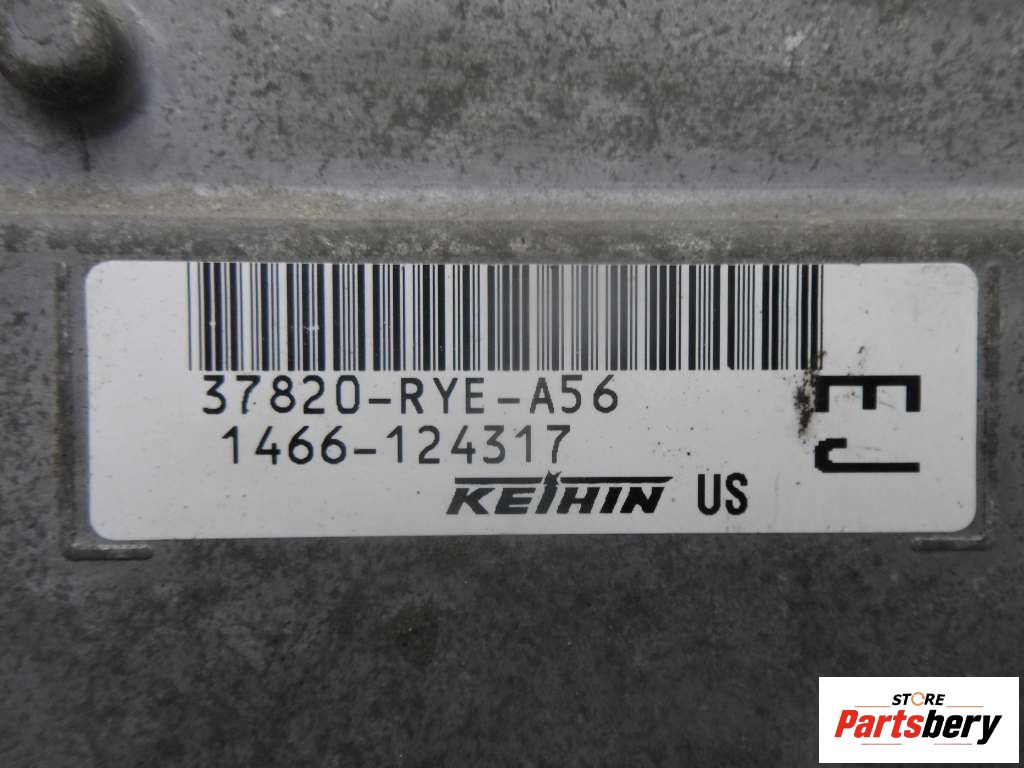 37820-RYE-A56
1466-124317
KEIHIN US
EJ
STORE
Partsbery